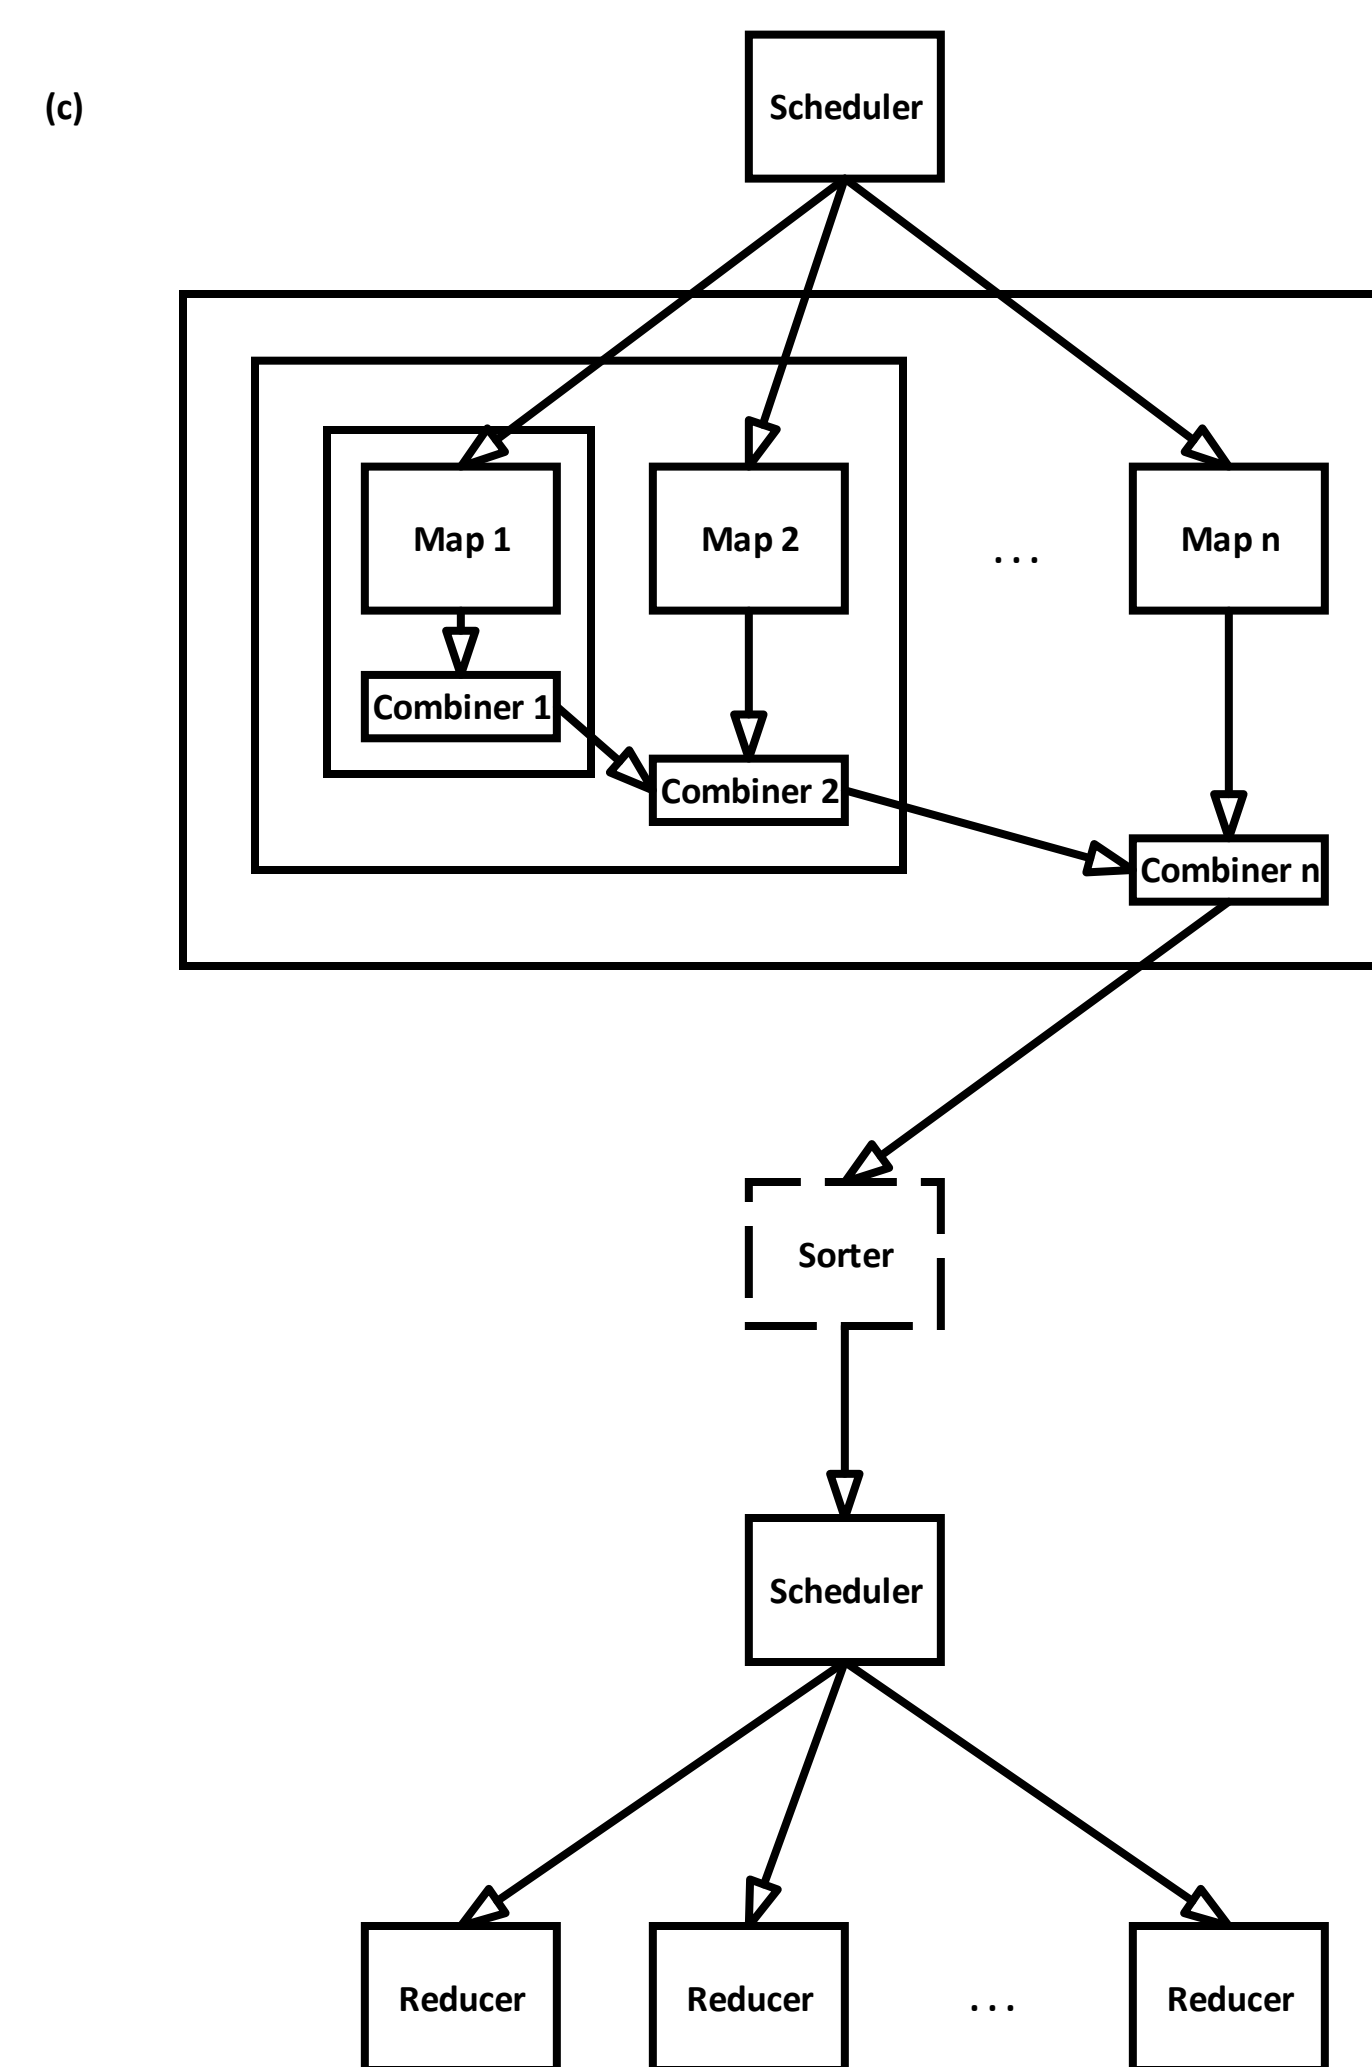 (c)
Scheduler
Map 1
Map 2
. . .
Map n
Combiner 1
Combiner 2
Combiner n
Sorter
Scheduler
Reducer
Reducer
. . .
Reducer